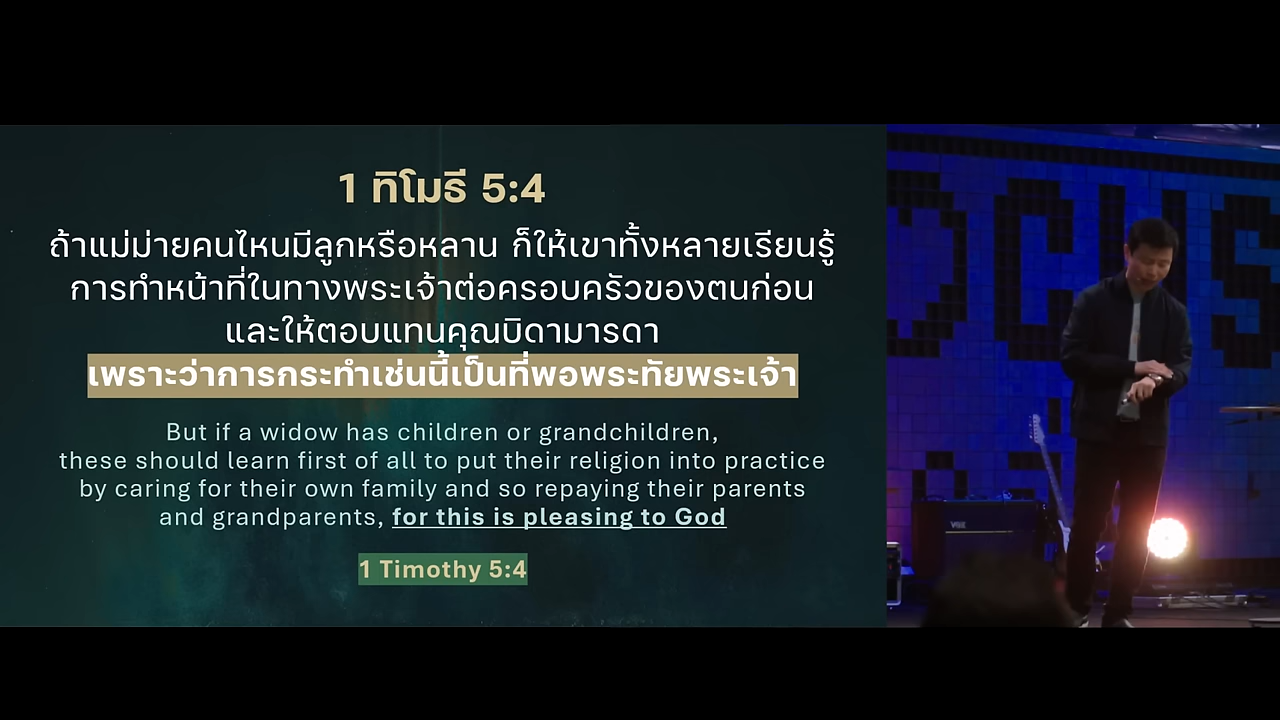 1 ทิโมธี 5:4
ถ้าแม่ม่ายคนไหนมีลูกหรือหลาน ก็ให้เขาทั้งหลายเรียนรู้
การทำหน้าที่ในทางพระเจ้าต่อครอบครัวของตนก่อน
และให้ตอบแทนคุณบิดามารดา
เพราะว่าการกระทำเช่นนี้เป็นที่พอพระทัยพระเจ้า
But if a widow has children or grandchildren,
these should learn first of all to put their religion into practice
by caring for their own family and so repaying their parents
and grandparents, for this is pleasing to God
1 Timothy 5:4
VOX